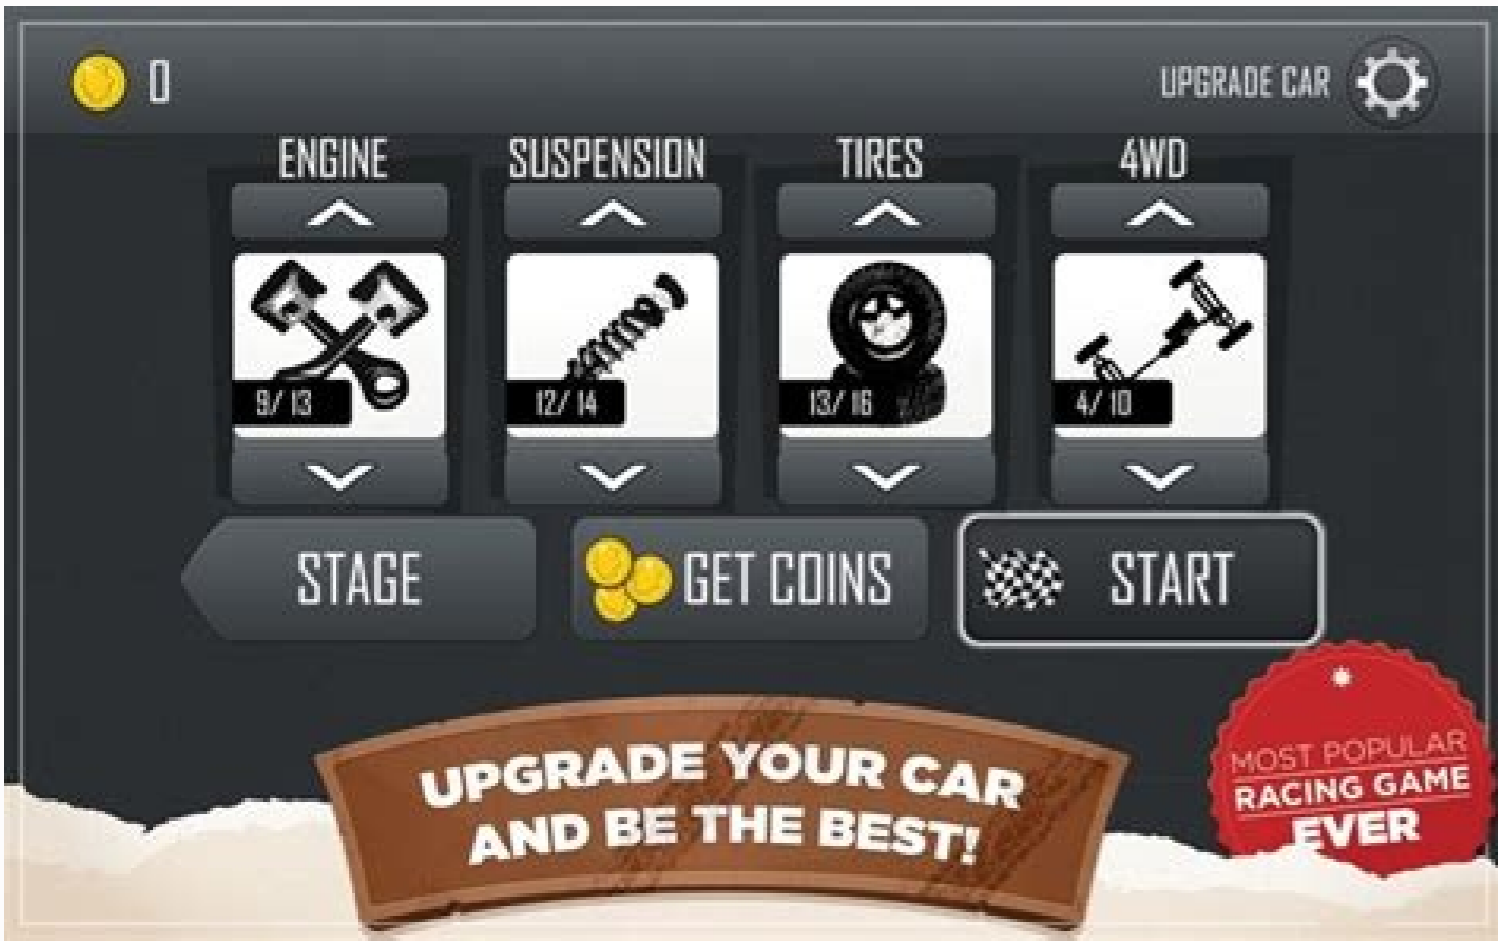 0
UPGRADE CAR
ENGINE
SUSPENSION
TIRES
4WD
9/13
12/14
13/16
4/10
STAGE
GET COINS
START
UPGRADE YOUR CAR
AND BE THE BEST!
MOST POPULAR
RACING GAME
EVER